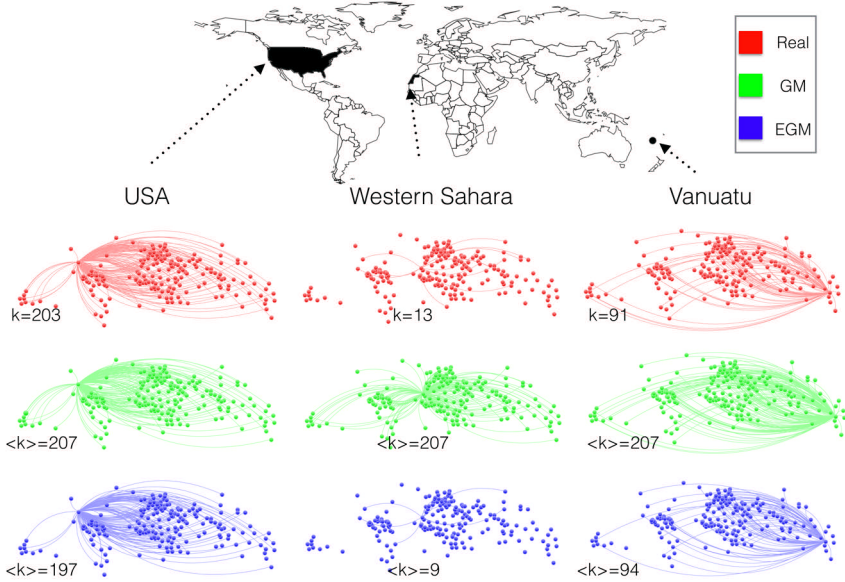 Real
GM
EGM
USA
Western Sahara
Vanuatu
k=203
k=13
k=91
<k>=207
<k>=207
<k>=207
<k>=197
<k>=9
<k>=94